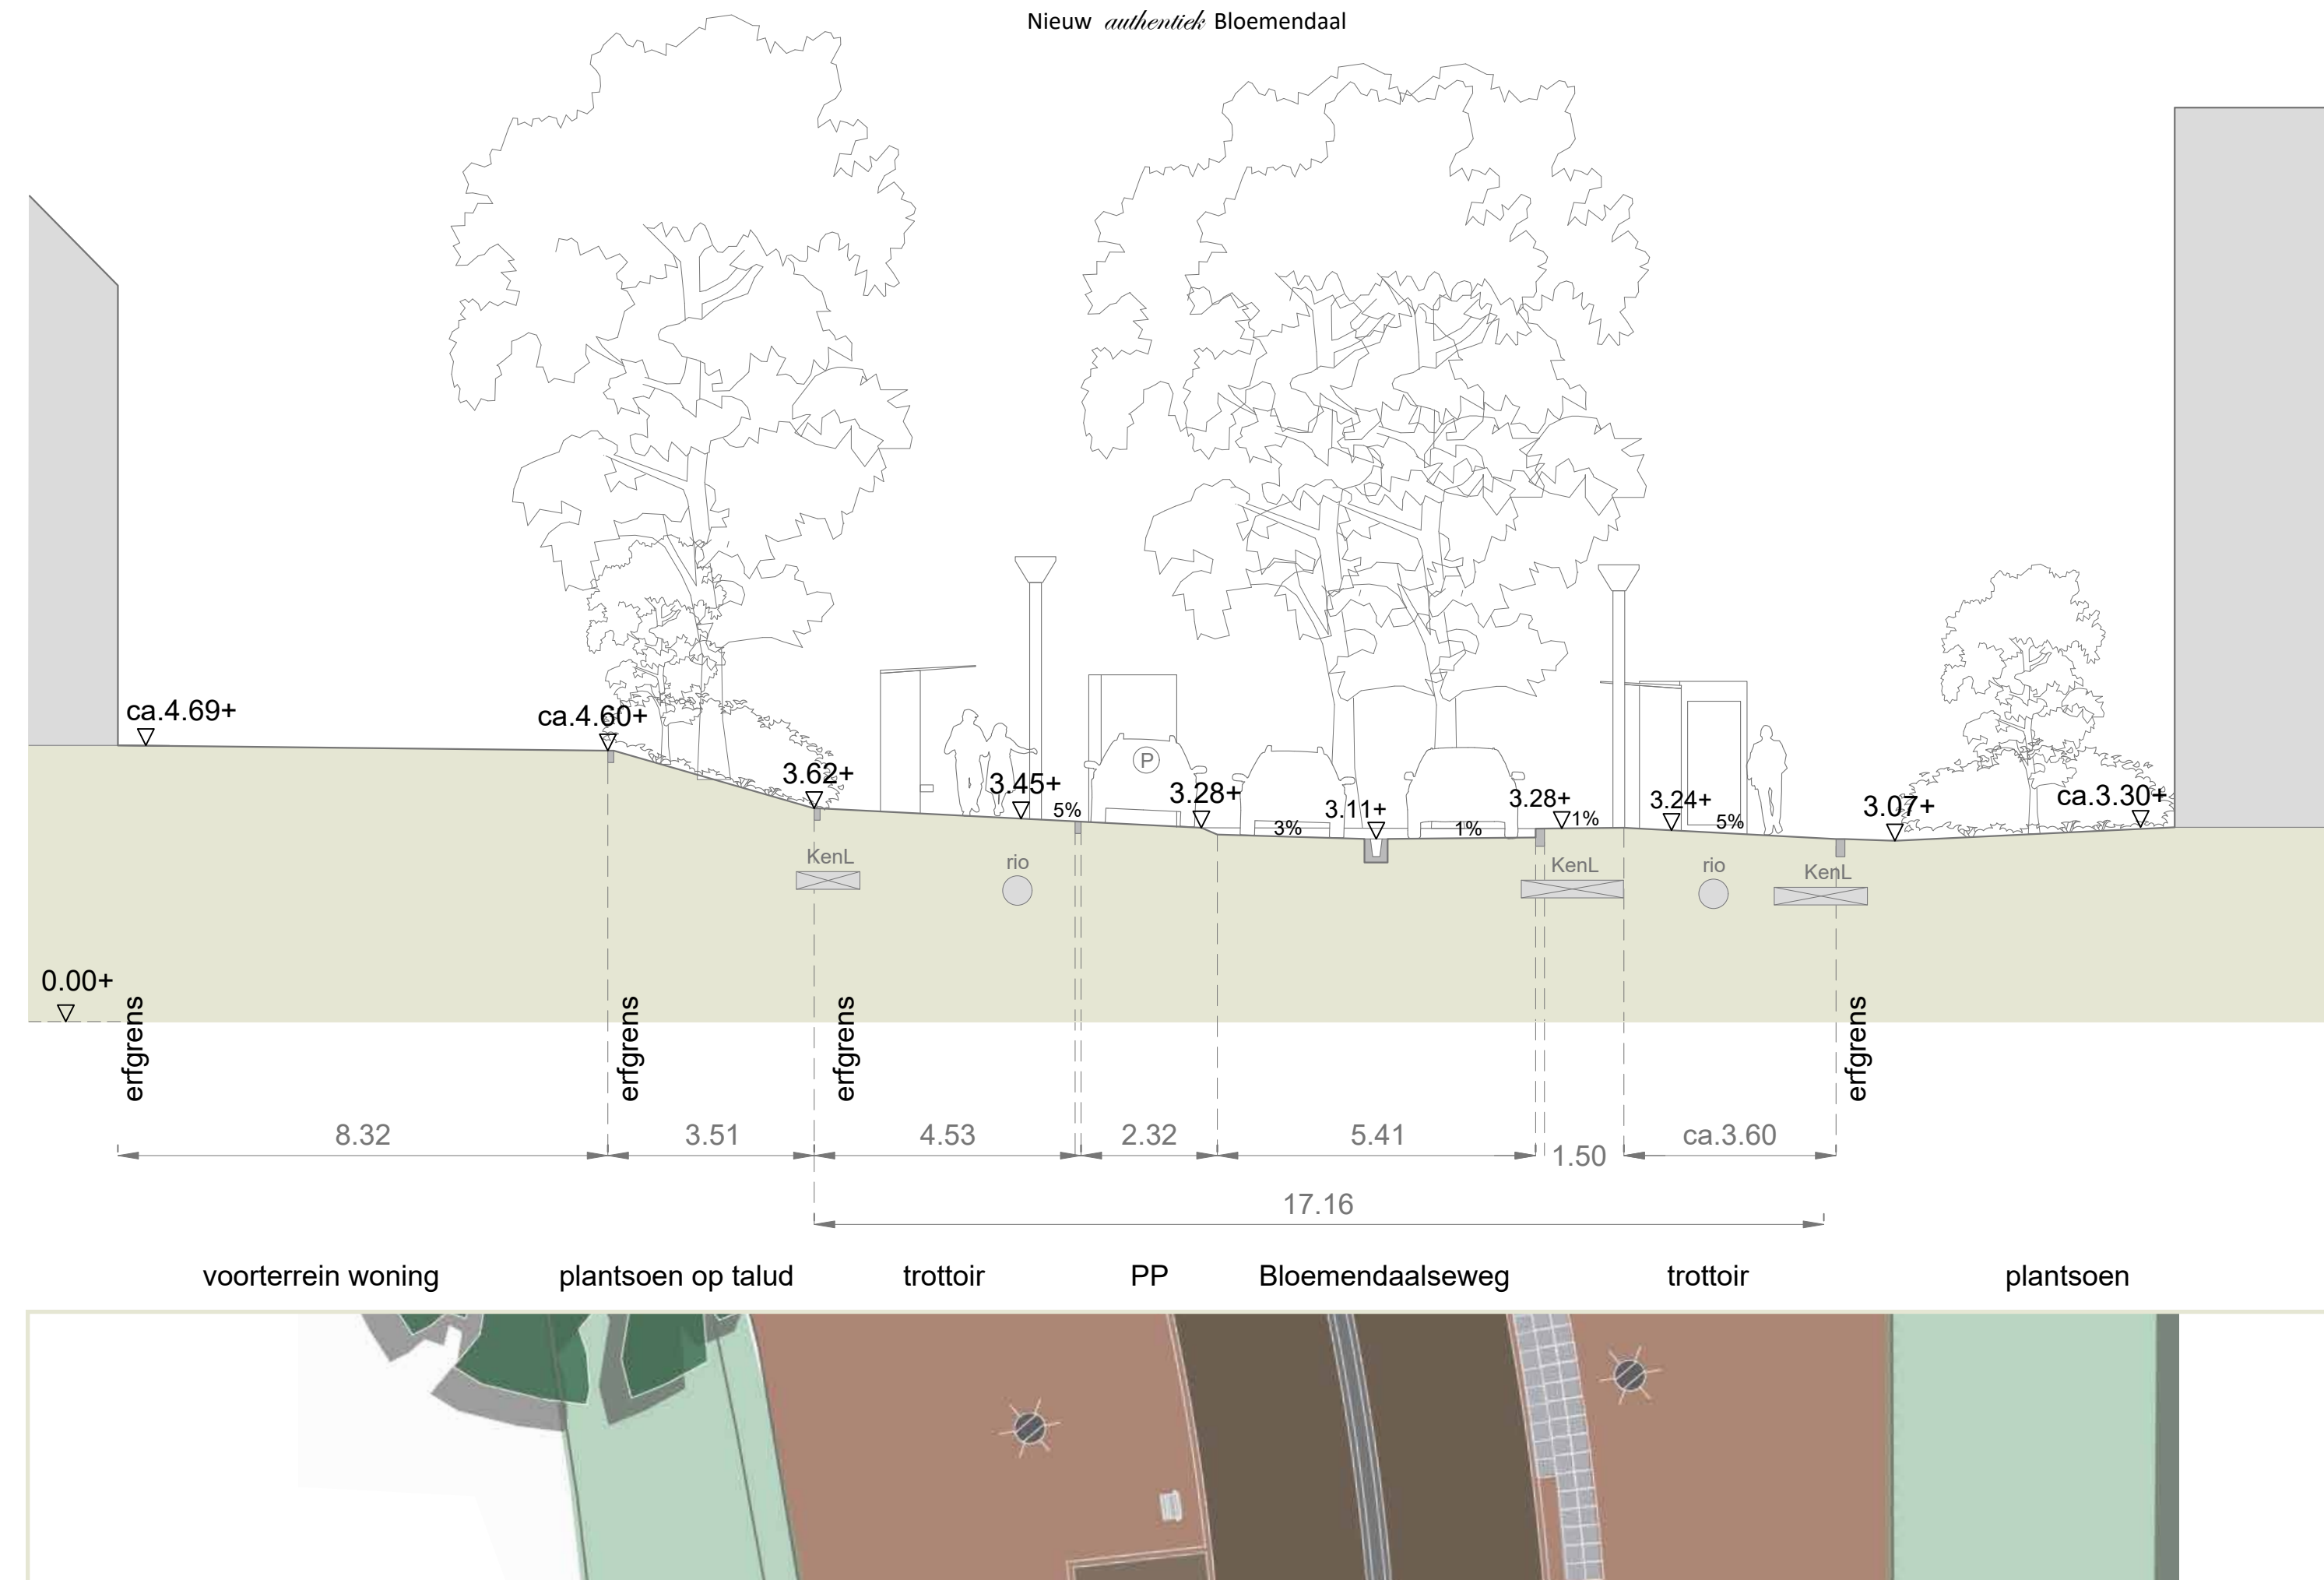 Nieuw authentiek Bloemendaal
ca.4.69+
ca.4.60+
3.62+
3.45+
5%
P
3.28+
3%
3.11+
1%
3.28+
1%
3.24+
5%
3.07+
ca.3.30+
KenL
rio
KenL
rio
KenL
0.00+
erfgrens
erfgrens
erfgrens
erfgrens
8.32
3.51
4.53
2.32
5.41
1.50
ca.3.60
17.16
voorterrein woning
plantsoen op talud
trottoir
PP
Bloemendaalseweg
trottoir
plantsoen